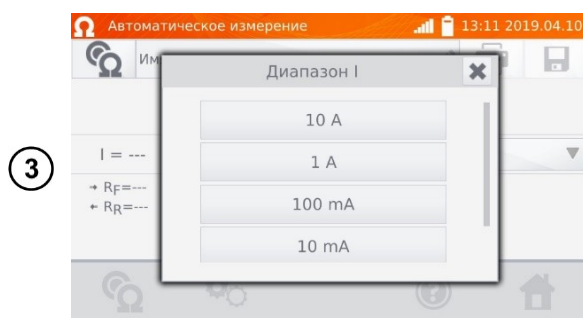 Автоматическое измерение 13:11 2019.04.10
Им
Диапазон I
10 A
3
I = ---
1 A
→ RF=---
100 mA
← RR=---
10 mA